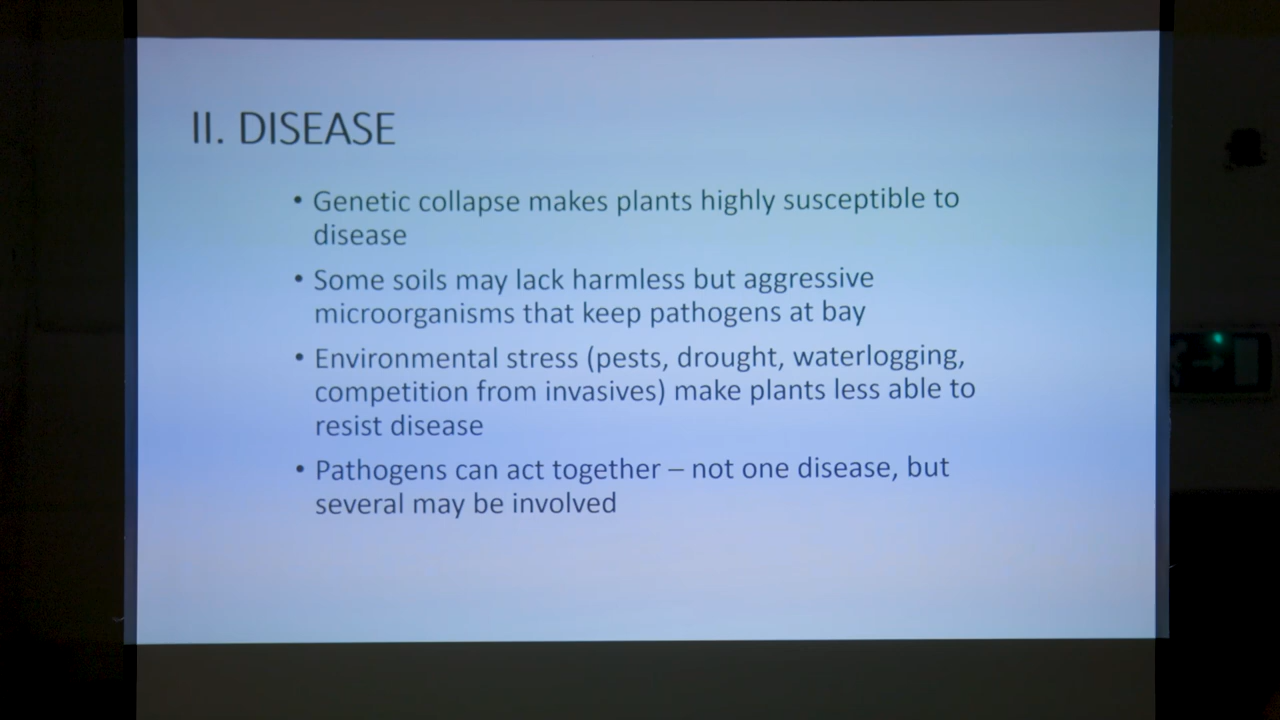 II. DISEASE
• Genetic collapse makes plants highly susceptible to
disease
• Some soils may lack harmless but aggressive
microorganisms that keep pathogens at bay
• Environmental stress (pests, drought, waterlogging,
competition from invasives) make plants less able to
resist disease
• Pathogens can act together – not one disease, but
several may be involved